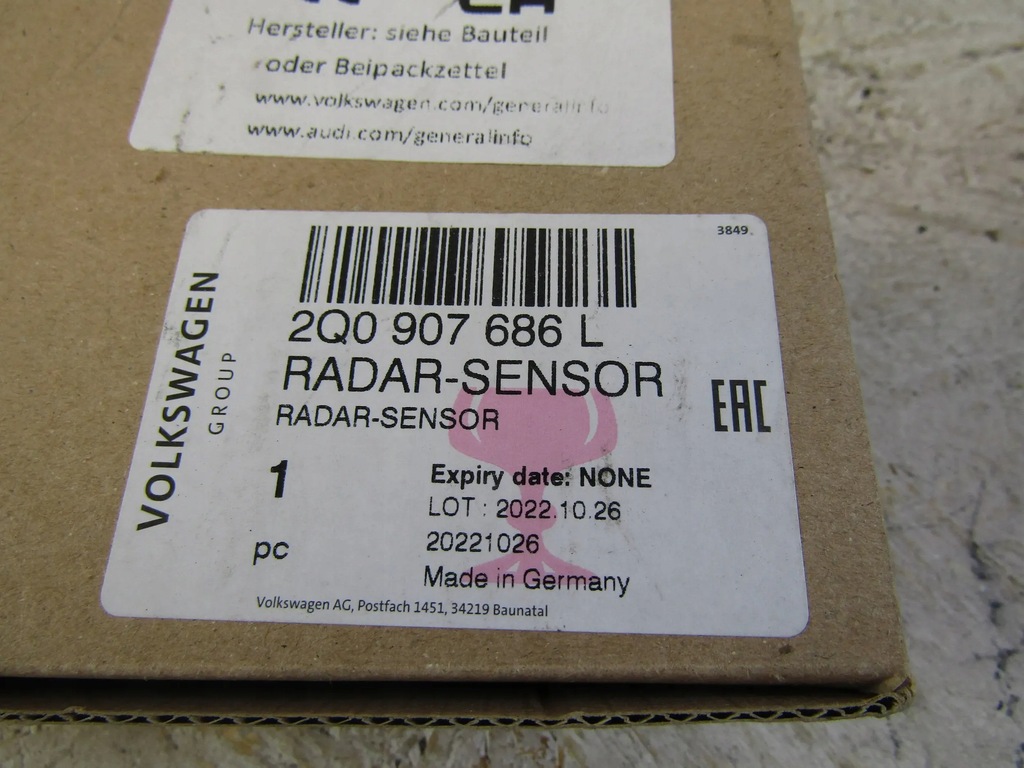 Hersteller: siehe Bauteil
oder Beipackzettel
www.volkswagen.com/generalinfo
www.audi.com/generalinfo
3849
VOLKSWAGEN
GROUP
2Q0 907 686 L
RADAR-SENSOR
RADAR-SENSOR
EAC
1
pc
Expiry date: NONE
LOT : 2022.10.26
20221026
Made in Germany
Volkswagen AG, Postfach 1451, 34219 Baunatal